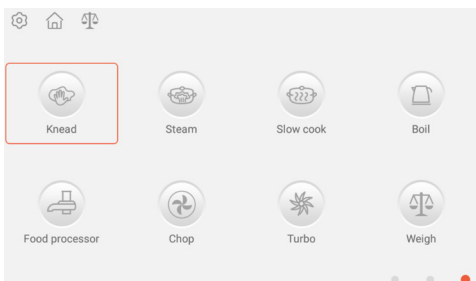 Knead
Steam
Slow cook
Boil
Food processor
Chop
Turbo
Weigh